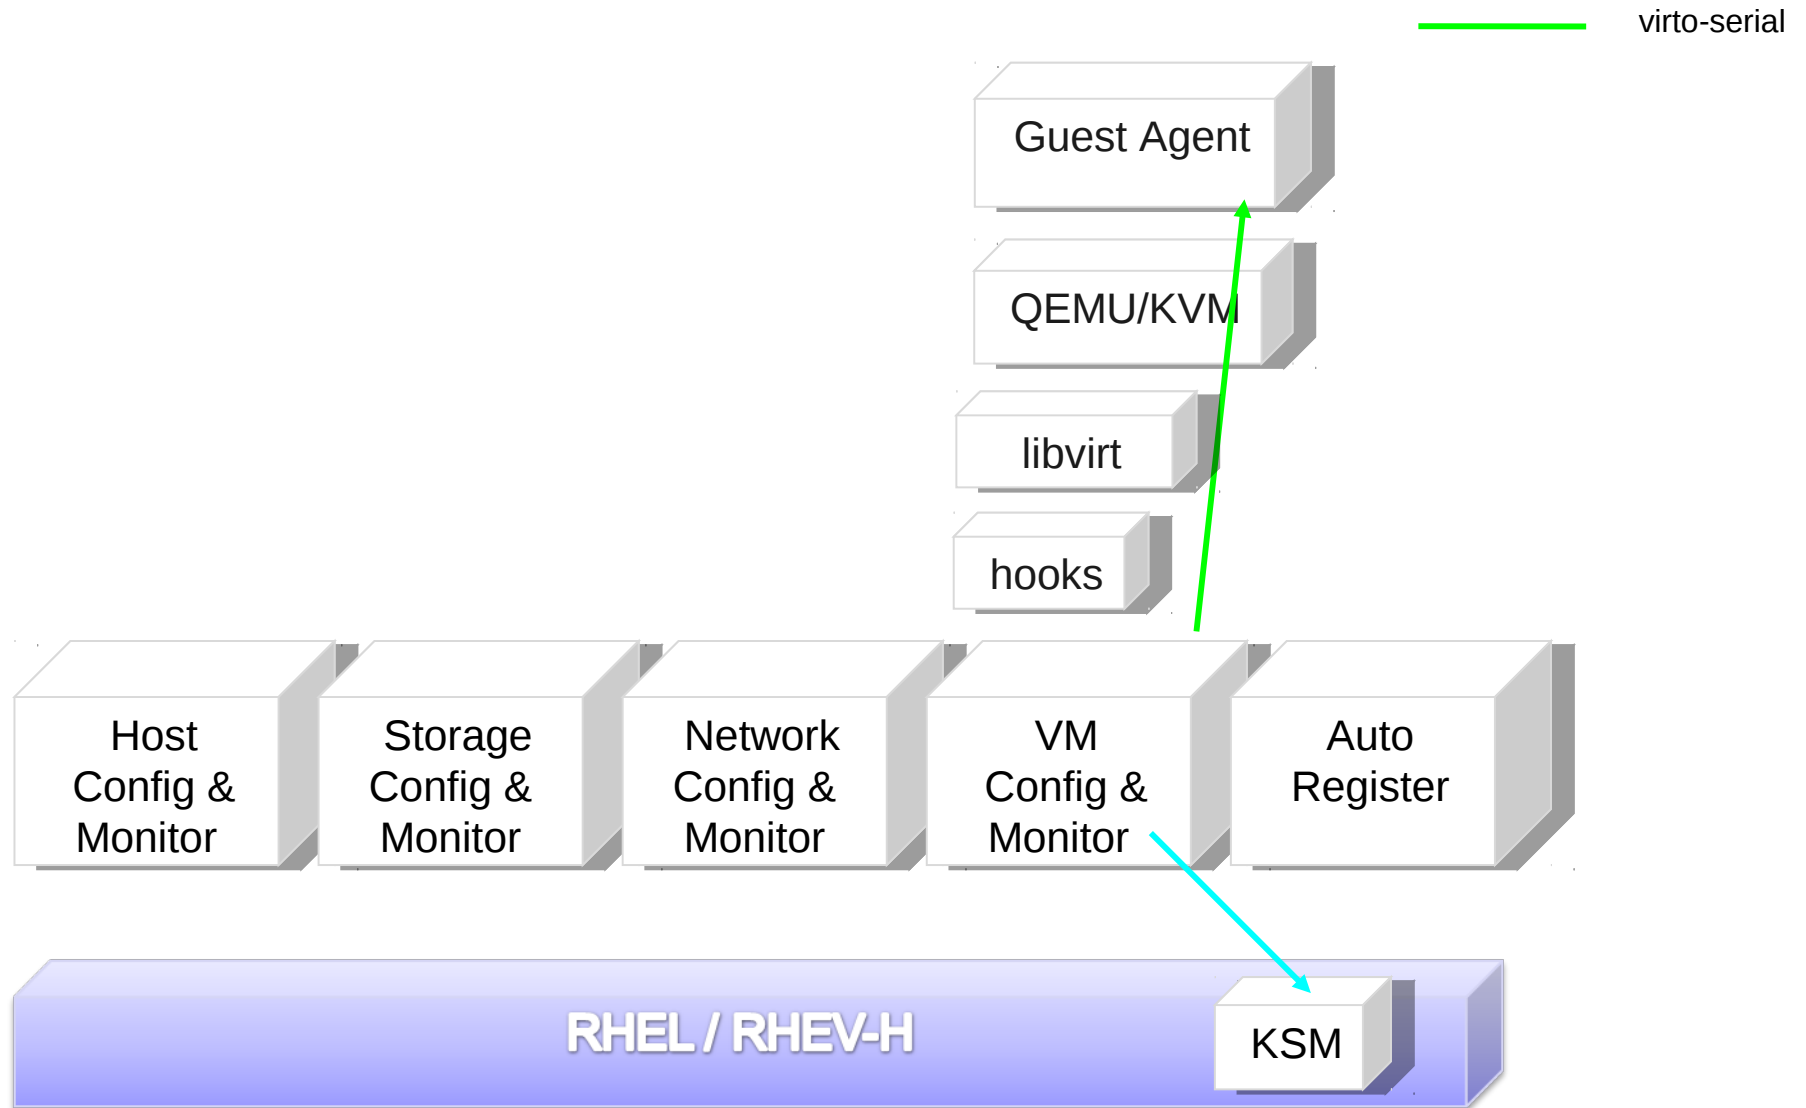 virto-serial
Guest Agent
QEMU/KVM
libvirt
hooks
Host
Config &
Monitor
Storage
Config &
Monitor
Network
Config &
Monitor
VM
Config &
Monitor
Auto
Register
RHEL / RHEV-H
KSM